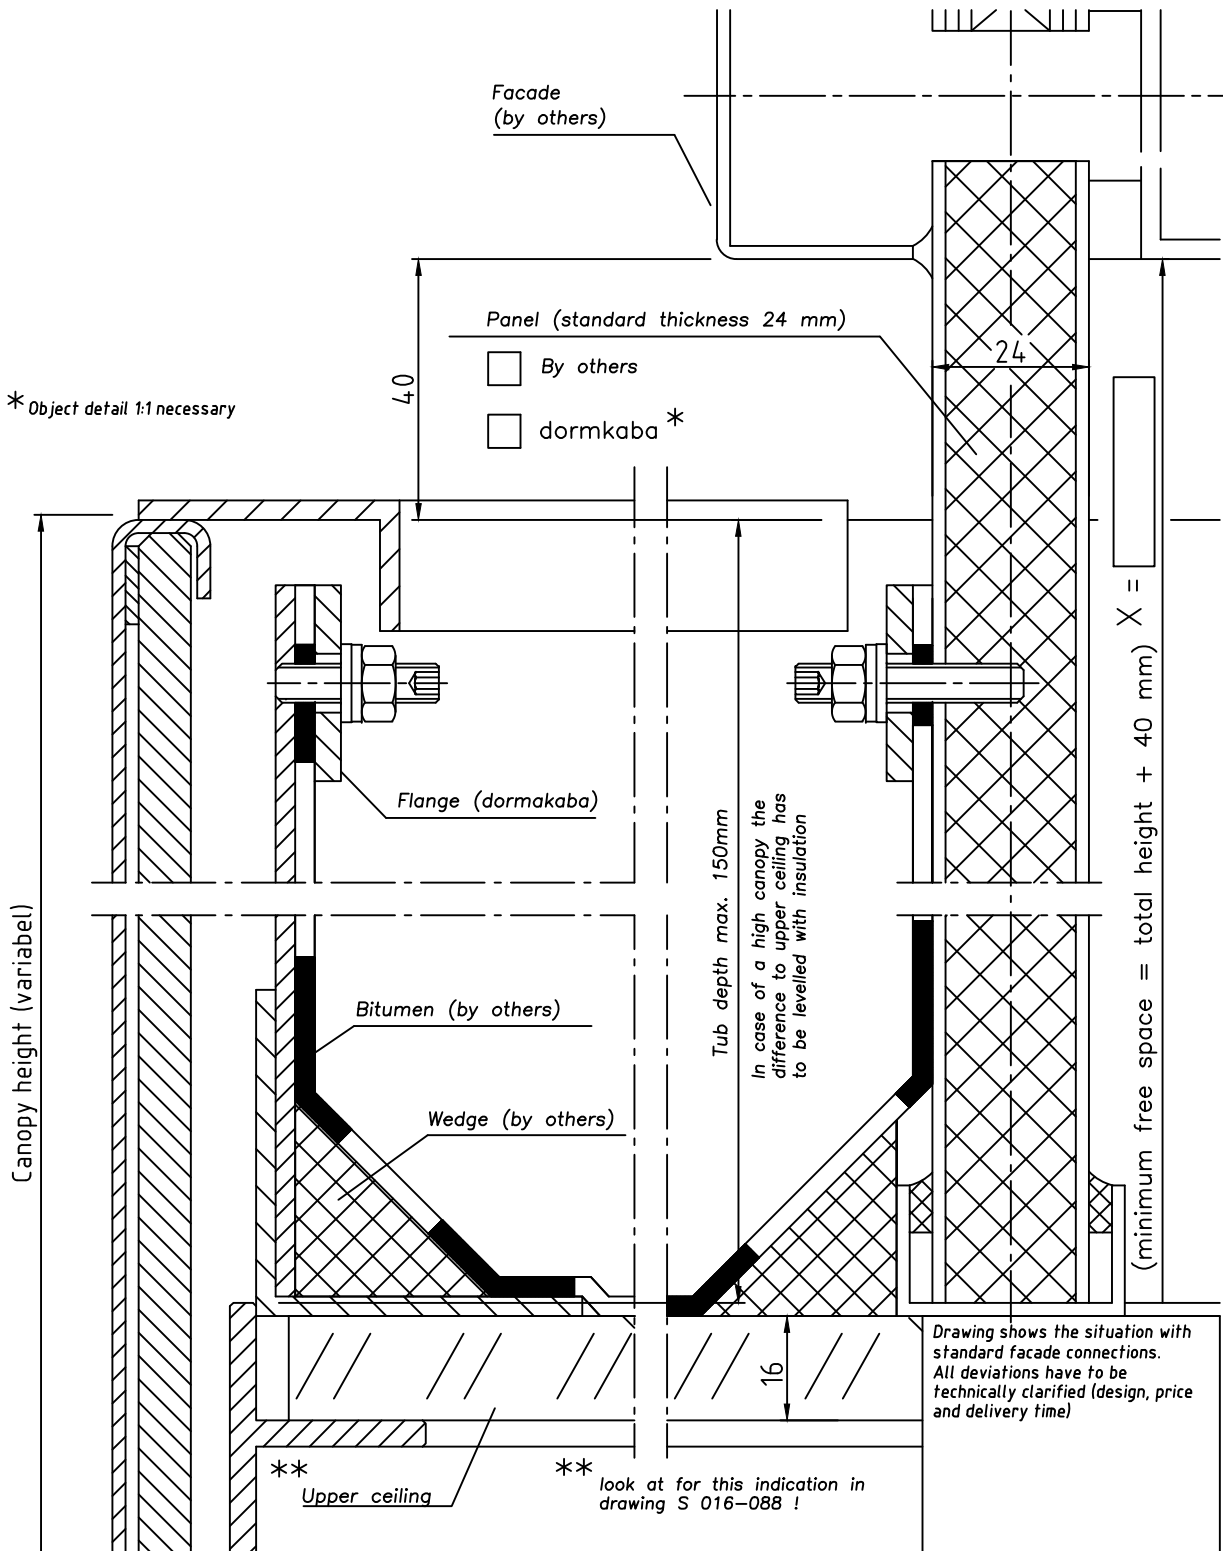 Facade
(by others)
Panel (standard thickness 24 mm)
By others
dormkaba *
24
40
* Object detail 1:1 necessary
X =
(minimum free space = total height + 40 mm)
Flange (dormakaba)
Tub depth max. 150mm
In case of a high canopy the
difference to upper ceiling has
to be levelled with insulation
Canopy height (variabel)
Bitumen (by others)
Wedge (by others)
16
Drawing shows the situation with
standard facade connections.
All deviations have to be
technically clarified (design, price
and delivery time)
** Upper ceiling
** look at for this indication in
drawing S 016-088 !